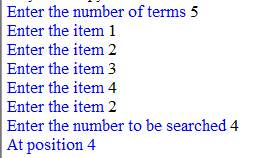 Enter the number of terms 5
Enter the item 1
Enter the item 2
Enter the item 3
Enter the item 4
Enter the item 2
Enter the number to be searched 4
At position 4